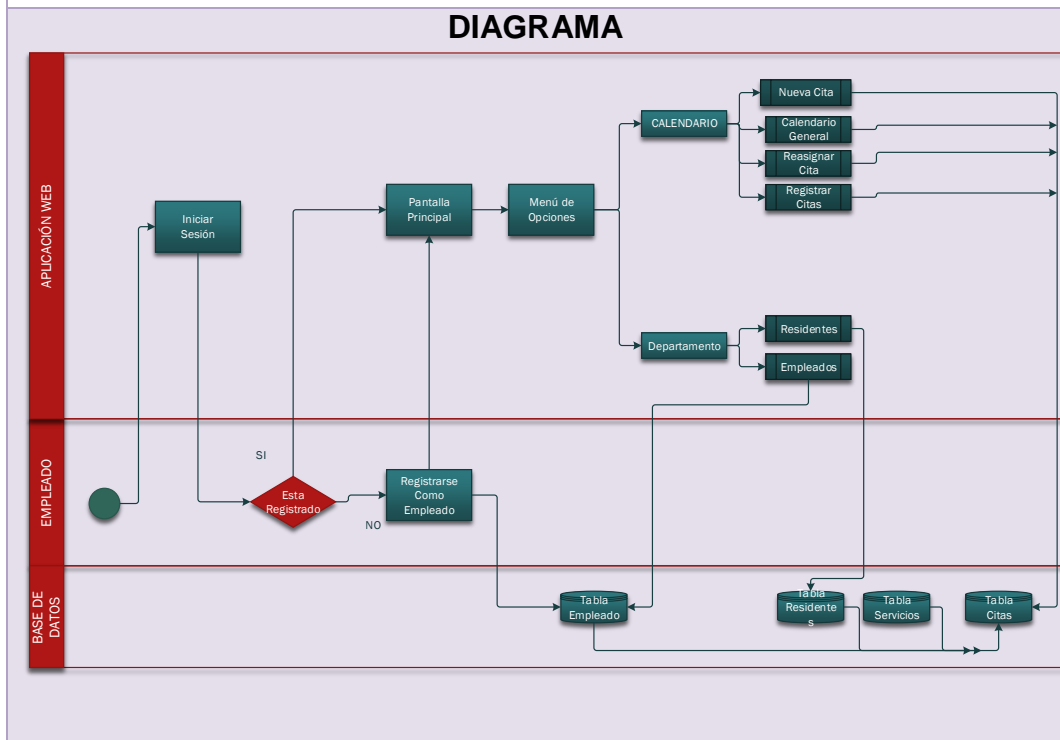 DIAGRAMA
APLICACIÓN WEB
Iniciar
Sesión
Pantalla
Principal
Menú de
Opciones
CALENDARIO
Nueva Cita
Calendario
General
Reasignar
Cita
Registrar
Citas
Departamento
Residentes
Empleados
EMPLEADO
SI
Esta
Registrado
NO
Registrarse
Como
Empleado
BASE DE
DATOS
Tabla
Empleado
Tabla
Residente
s
Tabla
Servicios
Tabla
Citas